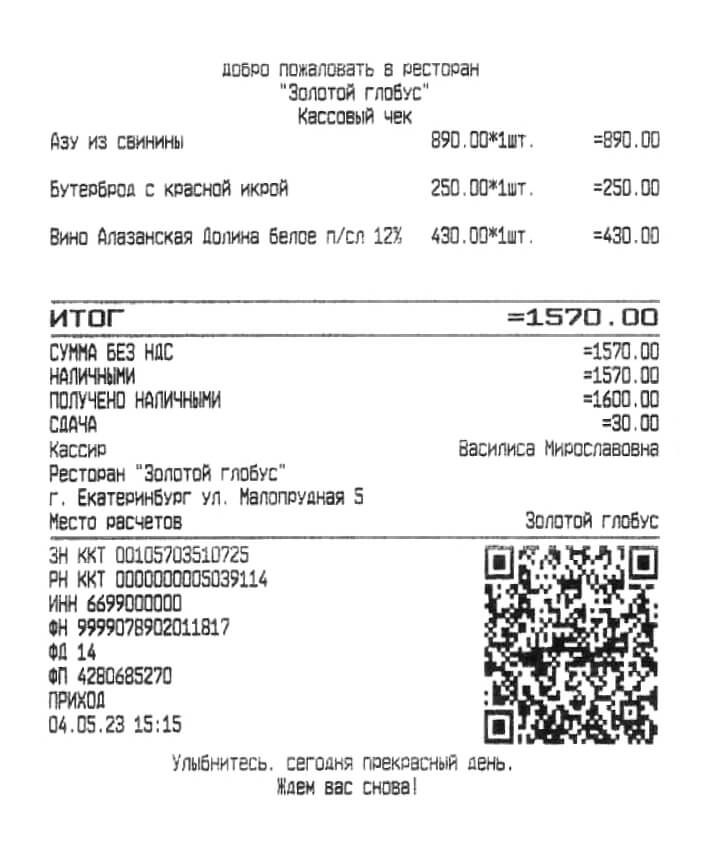 Добро пожаловать в ресторан
"Золотой глобус"
Кассовый чек
Азу из свинины 890.00*1шт. =890.00
Бутерброд с красной икрой 250.00*1шт. =250.00
Вино Алазанская Долина белое п/сл 12% 430.00*1шт. =430.00
ИТОГ =1570.00
СУММА БЕЗ НДС =1570.00
НАЛИЧНЫМИ =1570.00
ПОЛУЧЕНО НАЛИЧНЫМИ =1600.00
СДАЧА =30.00
Кассир Василиса Мирославовна
Ресторан "Золотой глобус"
г. Екатеринбург ул. Малопрудная 5
Место расчетов Золотой глобус
ЗН ККТ 00105703510725
РН ККТ 0000000005039114
ИНН 6699000000
ФН 9999078902011817
ФД 14
ФП 4280685270
ПРИХОД
04.05.23 15:15
Улыбнитесь, сегодня прекрасный день.
Ждем вас снова!